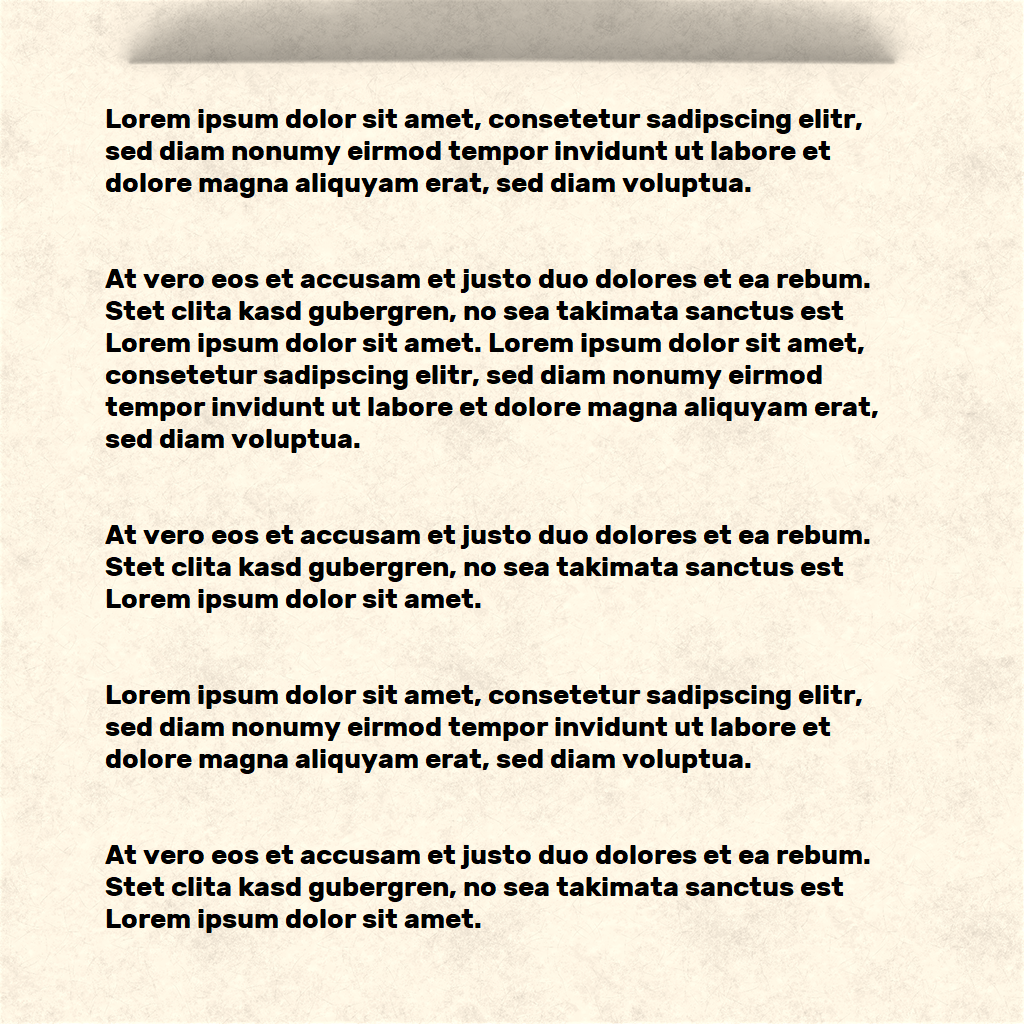 Lorem ipsum dolor sit amet, consetetur sadipscing elitr,
sed diam nonumy eirmod tempor invidunt ut labore et
dolore magna aliquyam erat, sed diam voluptua.
At vero eos et accusam et justo duo dolores et ea rebum.
Stet clita kasd gubergren, no sea takimata sanctus est
Lorem ipsum dolor sit amet. Lorem ipsum dolor sit amet,
consetetur sadipscing elitr, sed diam nonumy eirmod
tempor invidunt ut labore et dolore magna aliquyam erat,
sed diam voluptua.
At vero eos et accusam et justo duo dolores et ea rebum.
Stet clita kasd gubergren, no sea takimata sanctus est
Lorem ipsum dolor sit amet.
Lorem ipsum dolor sit amet, consetetur sadipscing elitr,
sed diam nonumy eirmod tempor invidunt ut labore et
dolore magna aliquyam erat, sed diam voluptua.
At vero eos et accusam et justo duo dolores et ea rebum.
Stet clita kasd gubergren, no sea takimata sanctus est
Lorem ipsum dolor sit amet.